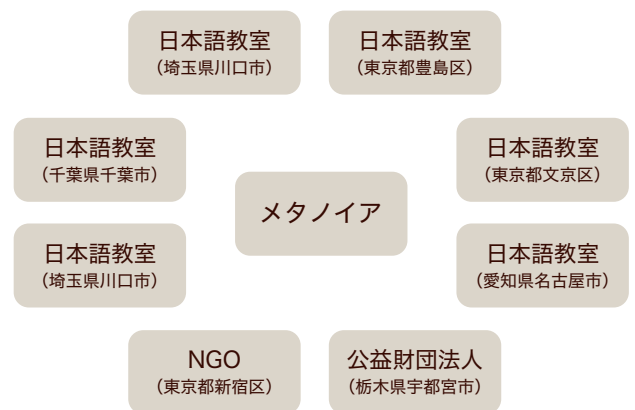 日本語教室
（埼玉県川口市）
日本語教室
（東京都豊島区）
日本語教室
（千葉県千葉市）
日本語教室
（東京都文京区）
メタノイア
日本語教室
（埼玉県川口市）
日本語教室
（愛知県名古屋市）
NGO
（東京都新宿区）
公益財団法人
（栃木県宇都宮市）